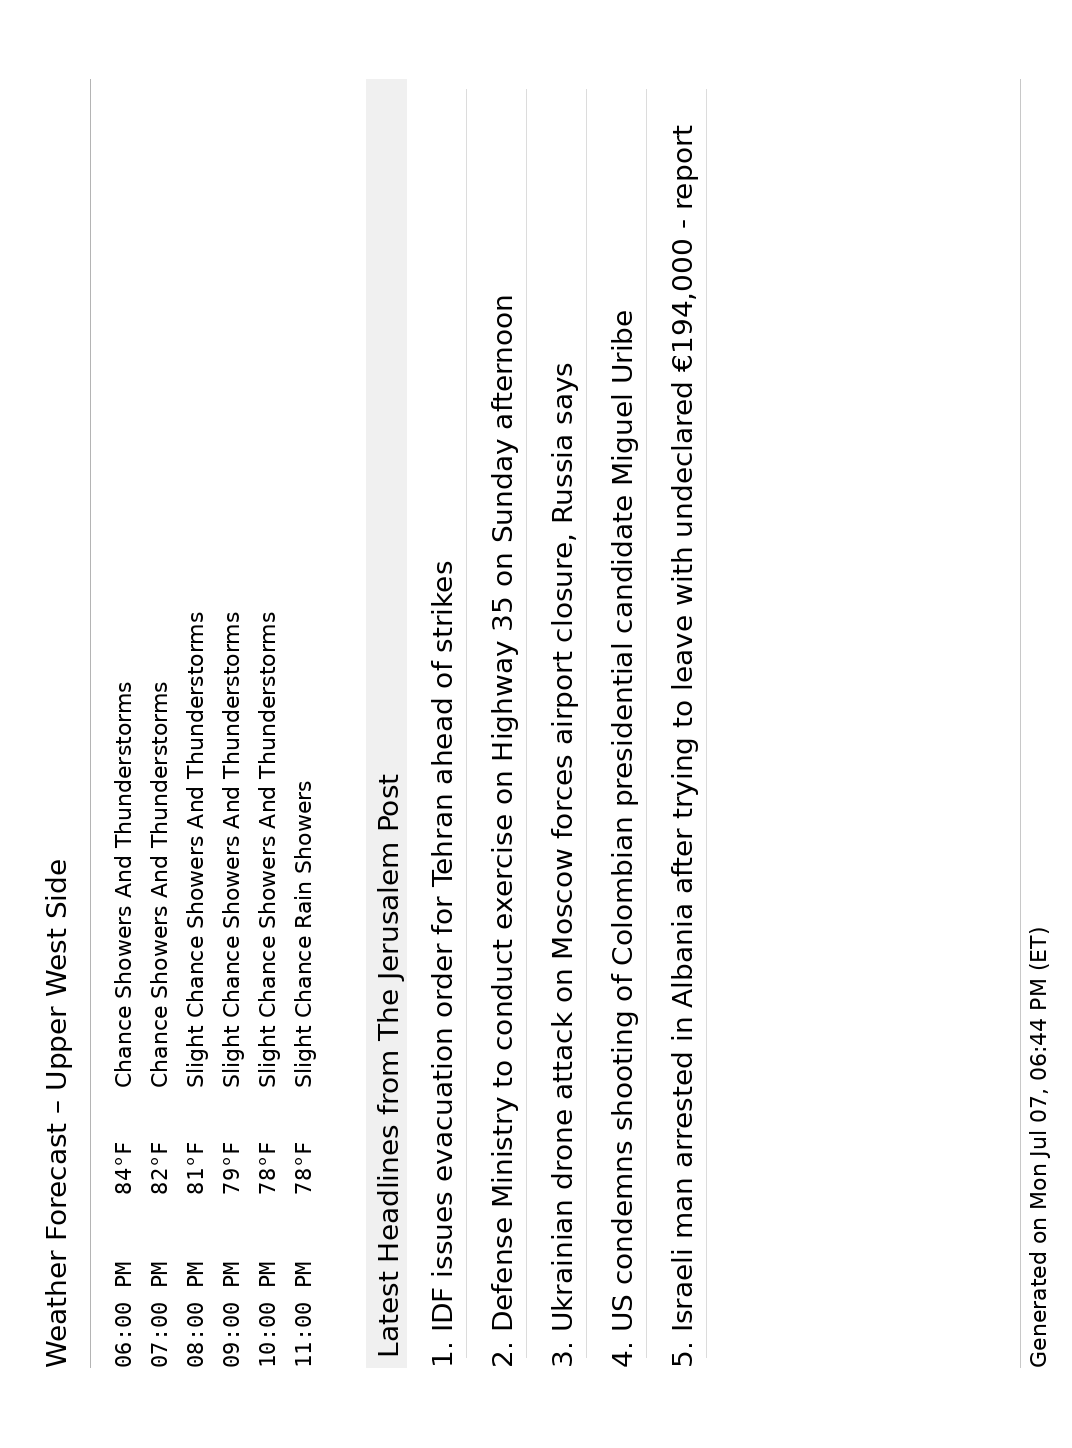 Weather Forecast – Upper West Side
06:00 PM 84°F Chance Showers And Thunderstorms
07:00 PM 82°F Chance Showers And Thunderstorms
08:00 PM 81°F Slight Chance Showers And Thunderstorms
09:00 PM 79°F Slight Chance Showers And Thunderstorms
10:00 PM 78°F Slight Chance Showers And Thunderstorms
11:00 PM 78°F Slight Chance Rain Showers
Latest Headlines from The Jerusalem Post
1. IDF issues evacuation order for Tehran ahead of strikes
2. Defense Ministry to conduct exercise on Highway 35 on Sunday afternoon
3. Ukrainian drone attack on Moscow forces airport closure, Russia says
4. US condemns shooting of Colombian presidential candidate Miguel Uribe
5. Israeli man arrested in Albania after trying to leave with undeclared €194,000 - report
Generated on Mon Jul 07, 06:44 PM (ET)